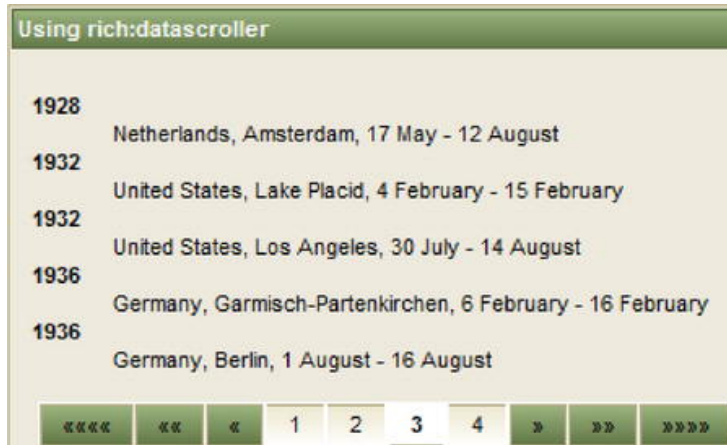 Using rich:datascroller
1928
Netherlands, Amsterdam, 17 May - 12 August
1932
United States, Lake Placid, 4 February - 15 February
1932
United States, Los Angeles, 30 July - 14 August
1936
Germany, Garmisch-Partenkirchen, 6 February - 16 February
1936
Germany, Berlin, 1 August - 16 August
«««« «« « 1 2 3 4 » »» »»»»